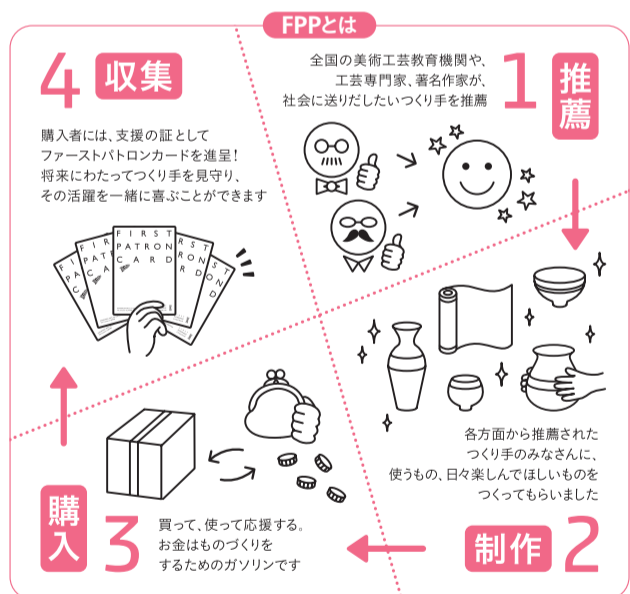 FPPとは
1 推薦
全国の美術工芸教育機関や、
工芸専門家、著名作家が、
社会に送りだしたいつくり手を推薦
2 制作
各方面から推薦された
つくり手のみなさんに、
使うもの、日々楽しんでほしいものを
つくってもらいました
3 購入
買って、使って応援する。
お金はものづくりを
するためのガソリンです
4 収集
購入者には、支援の証として
ファーストパトロンカードを進呈！
将来にわたってつくり手を見守り、
その活躍を一緒に喜ぶことができます
FIRST
PATRON
CARD